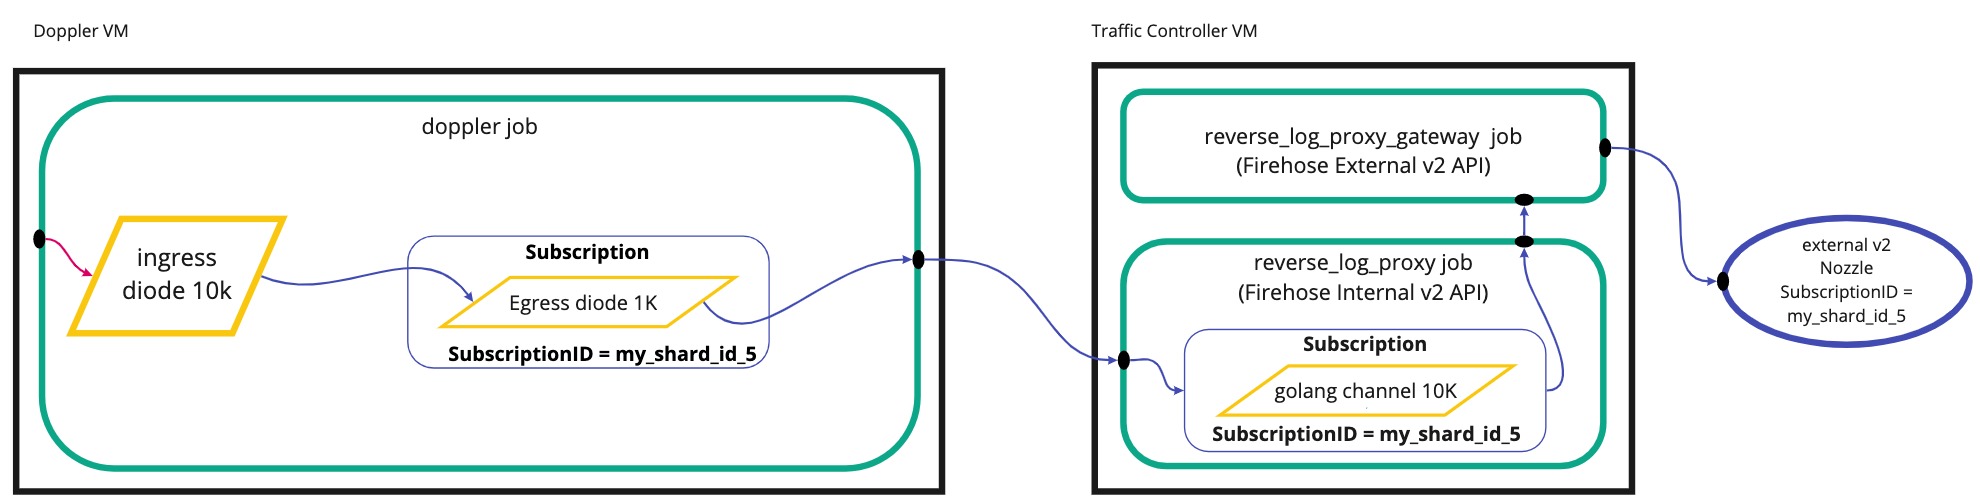 Doppler VM
doppler job
ingress
diode 10k
Subscription
Egress diode 1K
SubscriptionID = my_shard_id_5
Traffic Controller VM
reverse_log_proxy_gateway job
(Firehose External v2 API)
reverse_log_proxy job
(Firehose Internal v2 API)
Subscription
golang channel 10K
SubscriptionID = my_shard_id_5
external v2
Nozzle
SubscriptionID =
my_shard_id_5